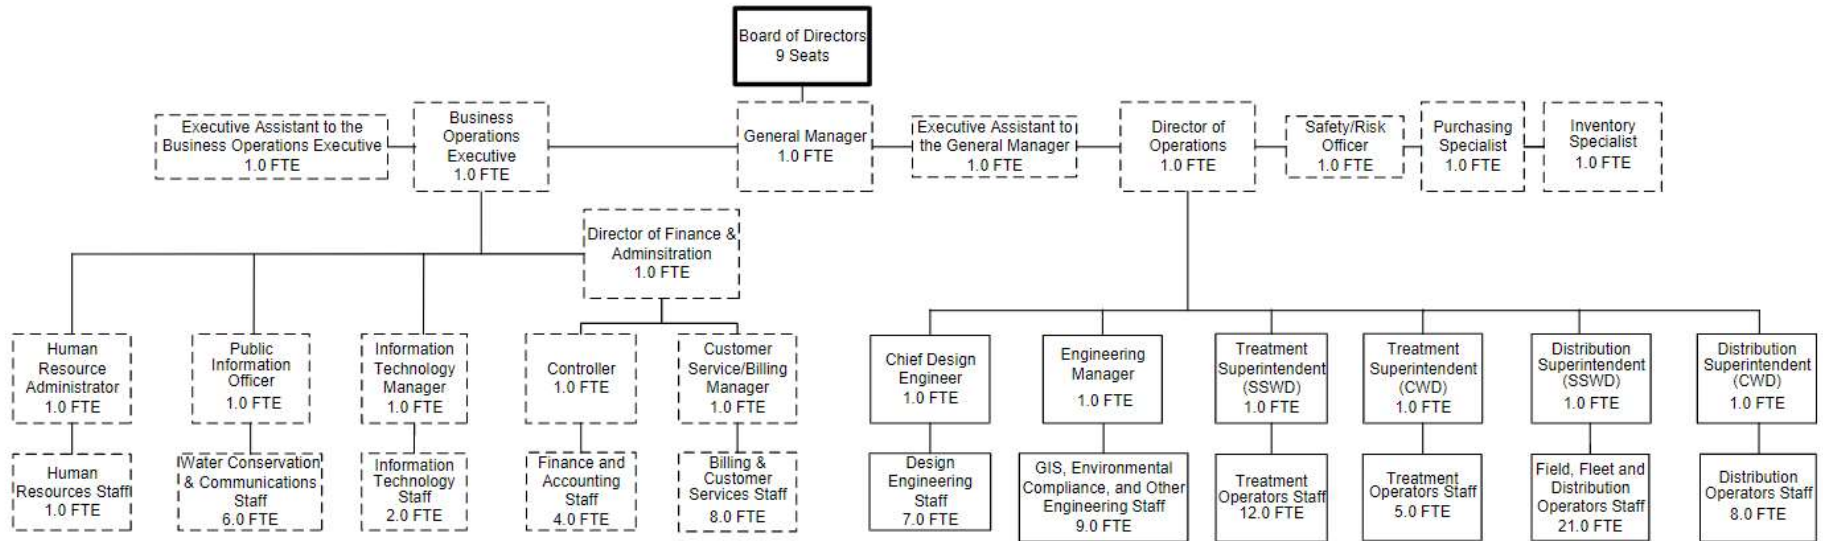 Board of Directors
9 Seats
Executive Assistant to the
Business Operations Executive
1.0 FTE
Business
Operations
Executive
1.0 FTE
General Manager
1.0 FTE
Executive Assistant to
the General Manager
1.0 FTE
Director of
Operations
1.0 FTE
Safety/Risk
Officer
1.0 FTE
Purchasing
Specialist
1.0 FTE
Inventory
Specialist
1.0 FTE
Director of Finance &
Adminsitration
1.0 FTE
Human
Resource
Administrator
1.0 FTE
Public
Information
Officer
1.0 FTE
Information
Technology
Manager
1.0 FTE
Controller
1.0 FTE
Customer
Service/Billing
Manager
1.0 FTE
Chief Design
Engineer
1.0 FTE
Engineering
Manager
1.0 FTE
Treatment
Superintendent
(SSWD)
1.0 FTE
Treatment
Superintendent
(CWD)
1.0 FTE
Distribution
Superintendent
(SSWD)
1.0 FTE
Distribution
Superintendent
(CWD)
1.0 FTE
Human
Resources Staff
1.0 FTE
Water Conservation
& Communications
Staff
6.0 FTE
Information
Technology
Staff
2.0 FTE
Finance and
Accounting
Staff
4.0 FTE
Billing &
Customer
Services Staff
8.0 FTE
Design
Engineering
Staff
7.0 FTE
GIS, Environmental
Compliance, and Other
Engineering Staff
9.0 FTE
Treatment
Operators Staff
12.0 FTE
Treatment
Operators Staff
5.0 FTE
Field, Fleet and
Distribution
Operators Staff
21.0 FTE
Distribution
Operators Staff
8.0 FTE